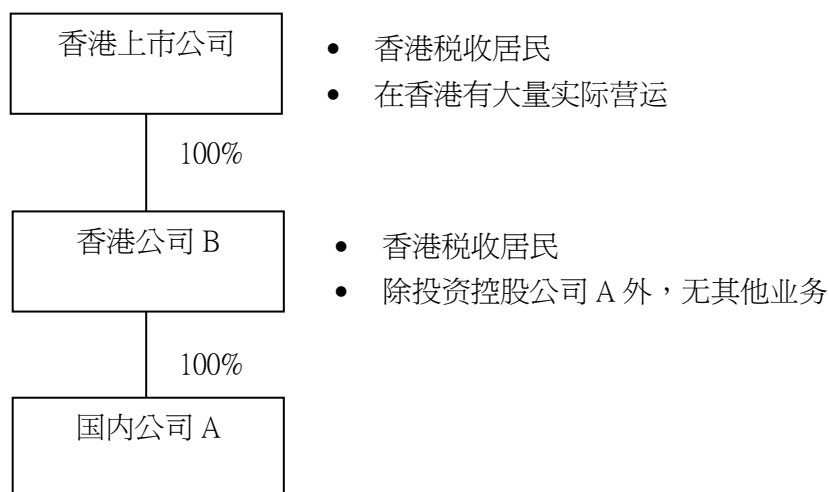 香港上市公司
• 香港税收居民
• 在香港有大量实际营运
100%
香港公司 B
• 香港税收居民
• 除投资控股公司 A 外，无其他业务
100%
国内公司 A